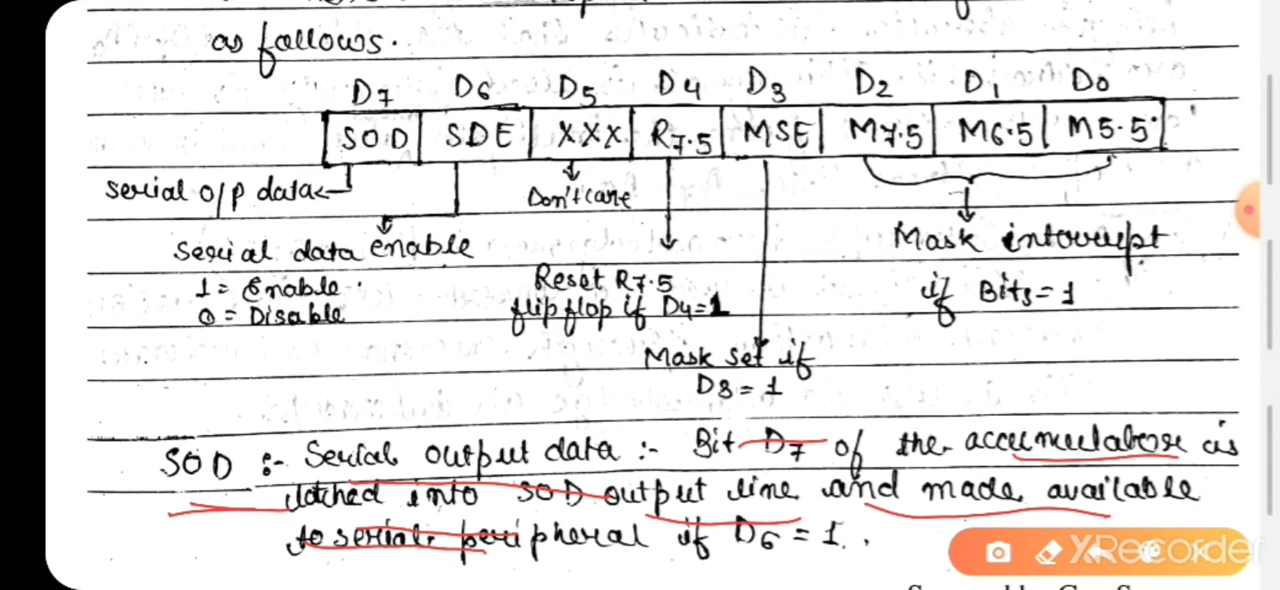 as follows.
D7 D6 D5 D4 D3 D2 D1 D0
SOD SDE XXX R7.5 MSE M7.5 M6.5 M5.5
serial o/p data
Don't care
Serial data enable
Mask interrupt
1 = Enable
Reset R7.5
if Bits = 1
0 = Disable
flip flop if D4 = 1
Mask set if
D3 = 1
SOD :- Serial output data :- Bit D7 of the accumulator is
latched into SOD output line and made available
to serial peripheral if D6 = 1.
XRecorder